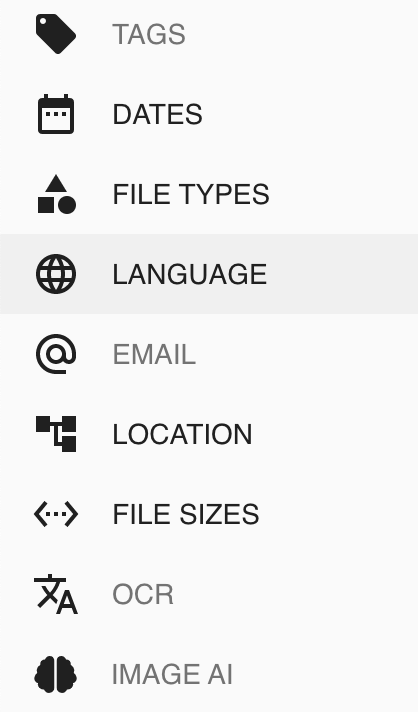 TAGS
DATES
FILE TYPES
LANGUAGE
EMAIL
LOCATION
FILE SIZES
OCR
IMAGE AI